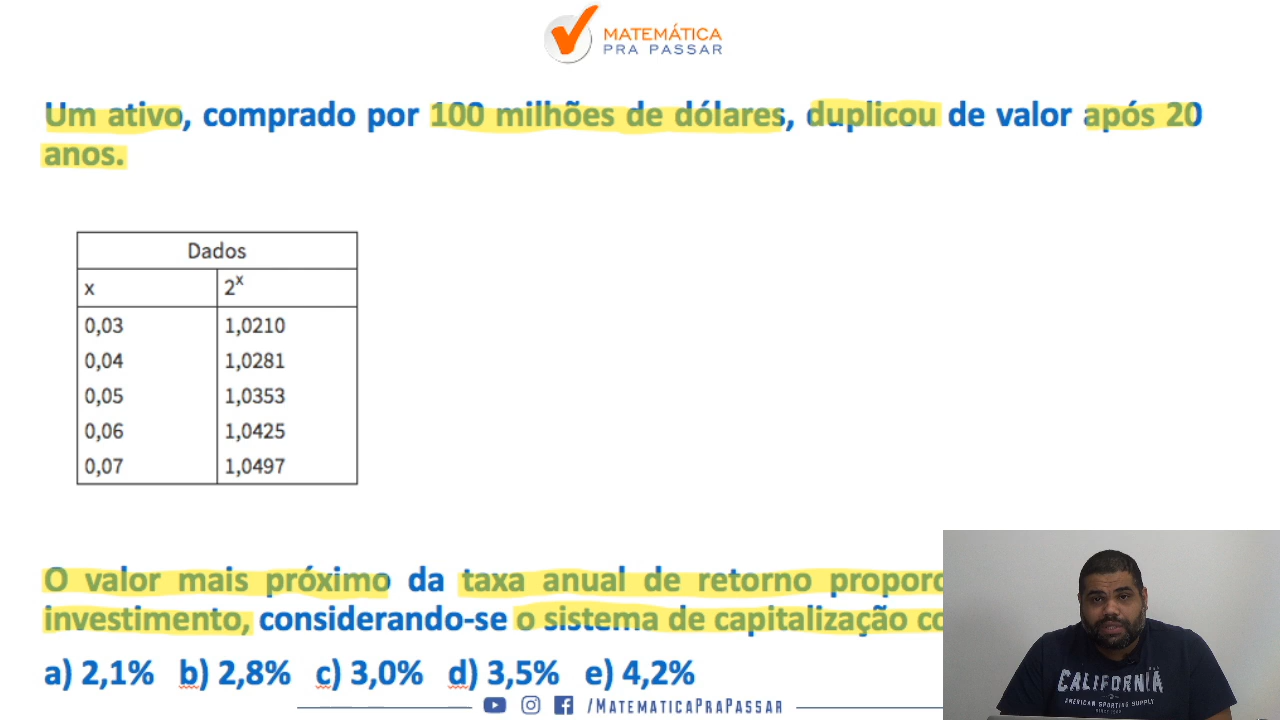 MATEMÁTICA
PRA PASSAR
Um ativo, comprado por 100 milhões de dólares, duplicou de valor após 20
anos.
Dados
x 2ˣ
0,03 1,0210
0,04 1,0281
0,05 1,0353
0,06 1,0425
0,07 1,0497
O valor mais próximo da taxa anual de retorno
investimento, considerando-se o sistema de capitalização
a) 2,1% b) 2,8% c) 3,0% d) 3,5% e) 4,2%
/MATEMATICAPRAPASSAR
CALIFORNIA
AMERICAN SPORTING SUPPLY